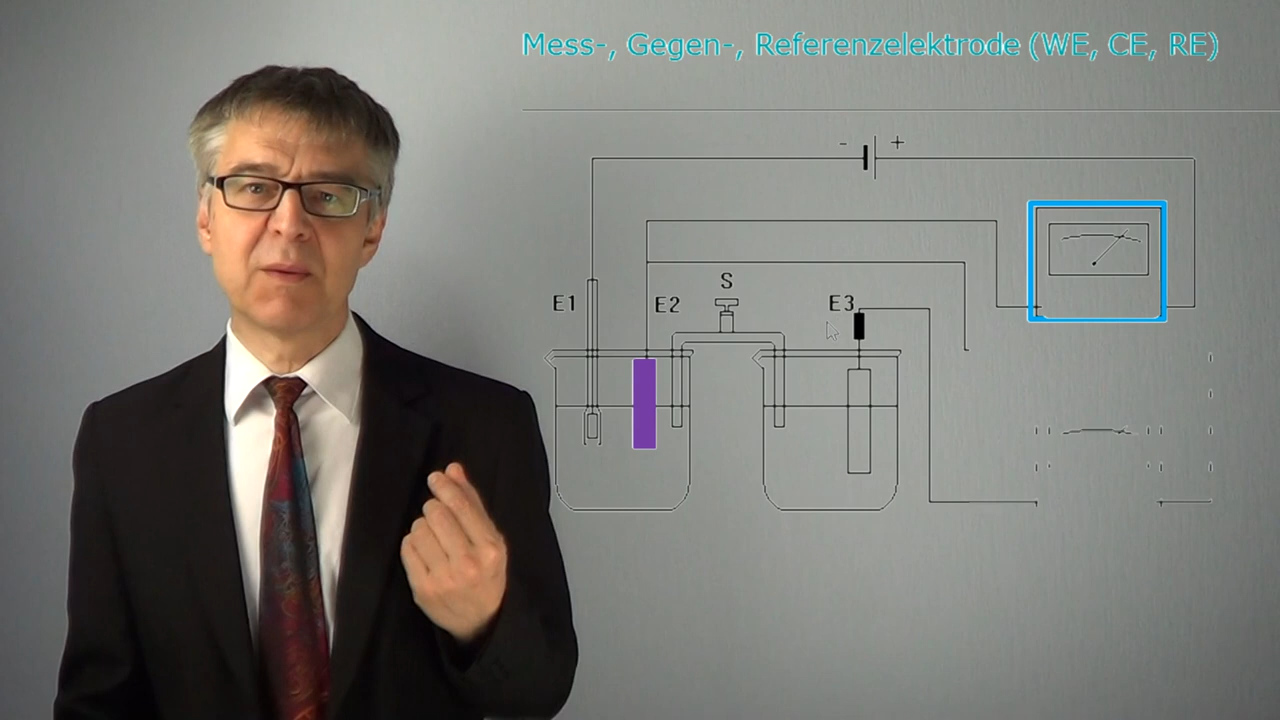 Mess-, Gegen-, Referenzelektrode (WE, CE, RE)
- +
S
E1 E2 E3